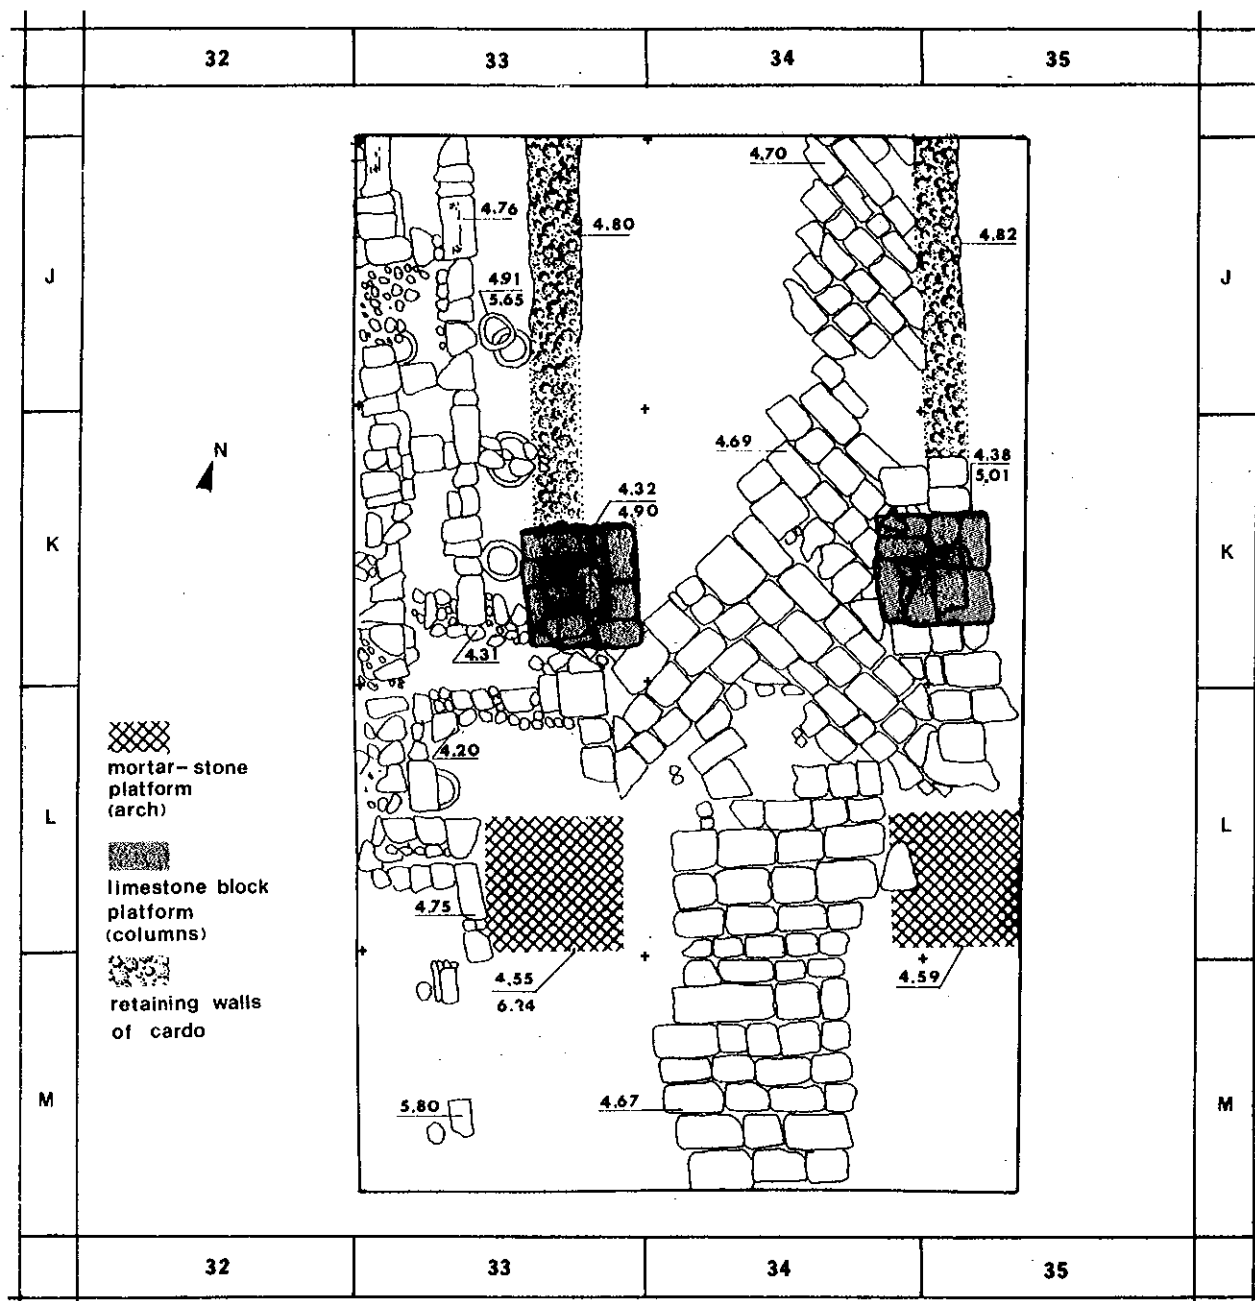 32 33 34 35
4.70
4.76
4.80
4.82
J J
4.91
5.65
4.69
4.38
5.01
N
4.32
4.90
K K
4.31
4.20
mortar-stone
platform
(arch)
L L
limestone block
platform
(columns)
4.75
retaining walls
of cardo
4.55
6.24
4.59
M M
5.80
4.67
32 33 34 35